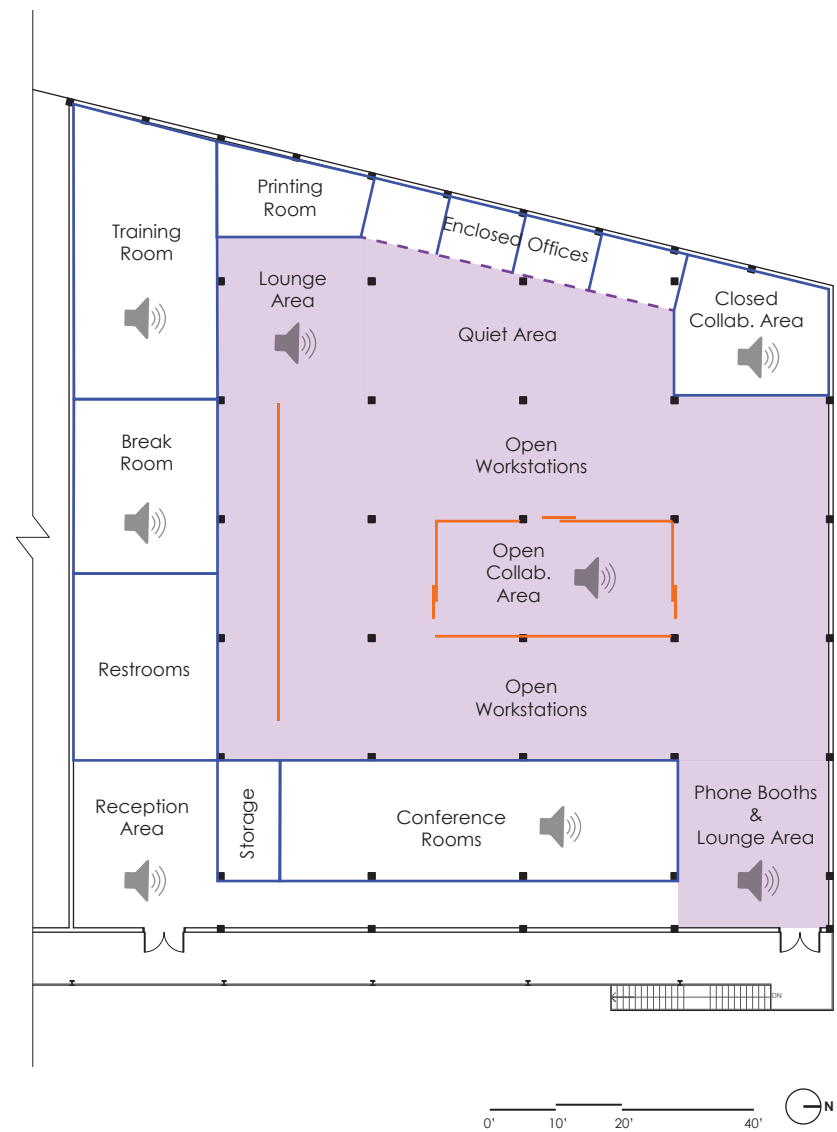 Printing
Room
Training
Room
Enclosed Offices
Lounge
Area
Closed
Collab. Area
Quiet Area
Break
Room
Open
Workstations
Open
Collab.
Area
Restrooms
Open
Workstations
Reception
Area
Storage
Conference
Rooms
Phone Booths
&
Lounge Area
DN
0' 10' 20' 40'
N